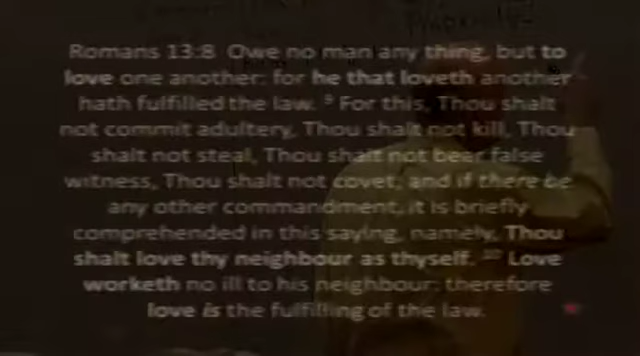 Romans 13:8 Owe no man any thing, but to
love one another: for he that loveth another
hath fulfilled the law. ⁹ For this, Thou shalt
not commit adultery, Thou shalt not kill, Thou
shalt not steal, Thou shalt not bear false
witness, Thou shalt not covet; and if there be
any other commandment, it is briefly
comprehended in this saying, namely, Thou
shalt love thy neighbour as thyself. ¹⁰ Love
worketh no ill to his neighbour: therefore
love is the fulfilling of the law.